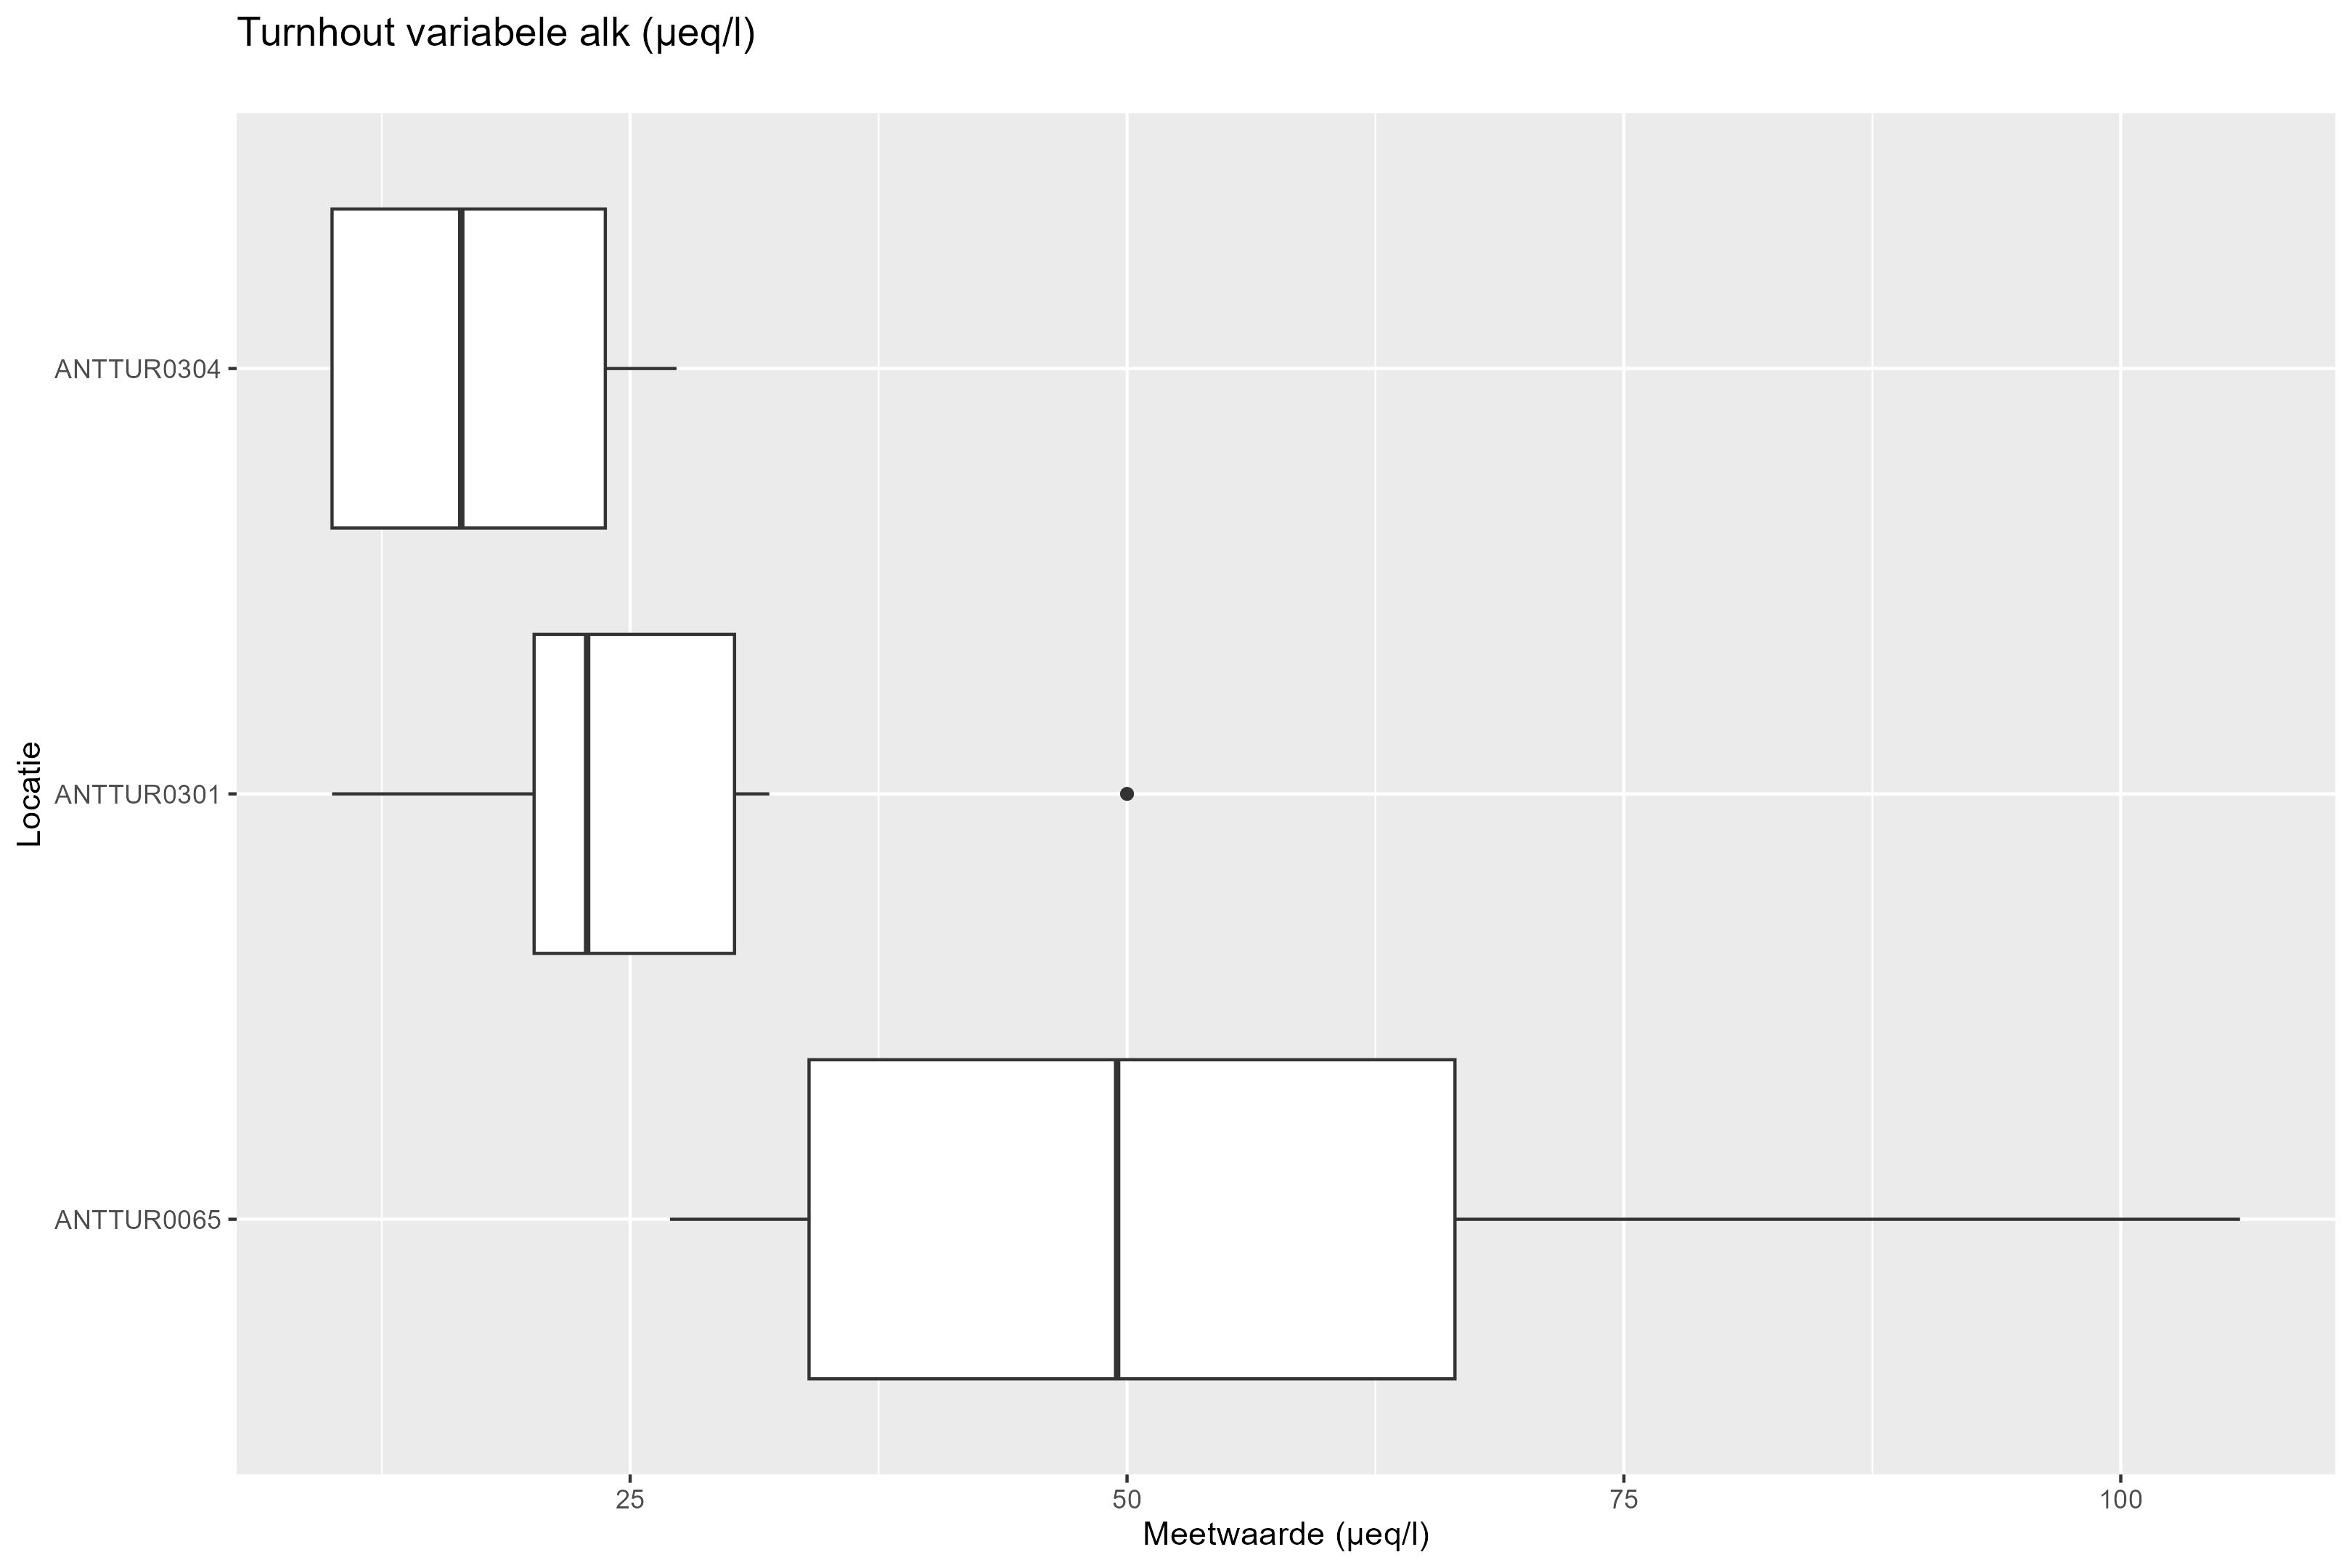 Turnhout variabele alk (µeq/l)
ANTTUR0304
ANTTUR0301
ANTTUR0065
Locatie
25
50
75
100
Meetwaarde (µeq/l)